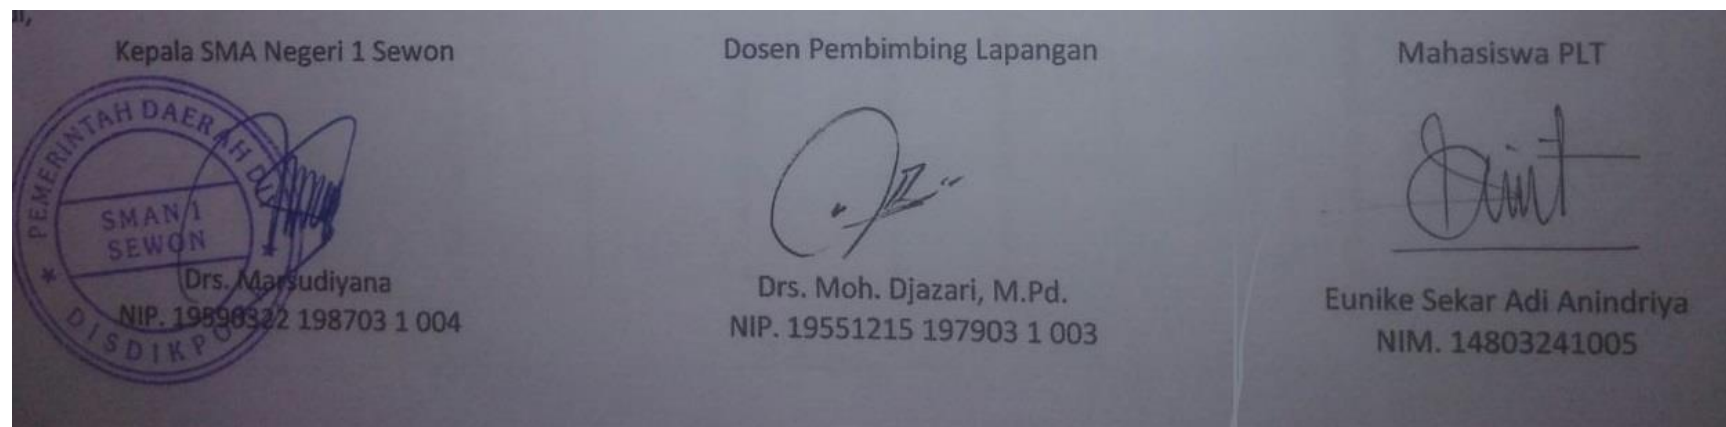 Kepala SMA Negeri 1 Sewon
Dosen Pembimbing Lapangan
Mahasiswa PLT
PEMERINTAH DAERAH
SMAN 1
SEWON
Drs. Marsudiyana
NIP. 19590322 198703 1 004
Drs. Moh. Djazari, M.Pd.
NIP. 19551215 197903 1 003
Eunike Sekar Adi Anindriya
NIM. 14803241005